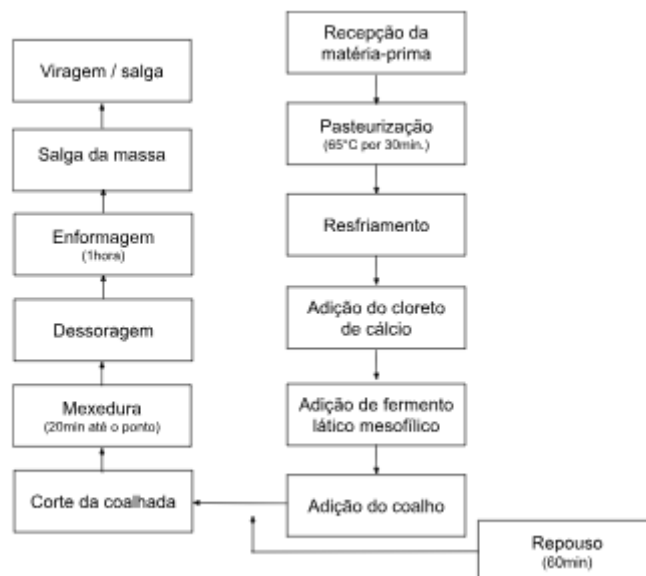 Recepção da
matéria-prima
Pasteurização
(65°C por 30min.)
Resfriamento
Adição do cloreto
de cálcio
Adição de fermento
lático mesofílico
Adição do coalho
Repouso
(60min)
Corte da coalhada
Mexedura
(20min até o ponto)
Dessoragem
Enformagem
(1hora)
Salga da massa
Viragem / salga